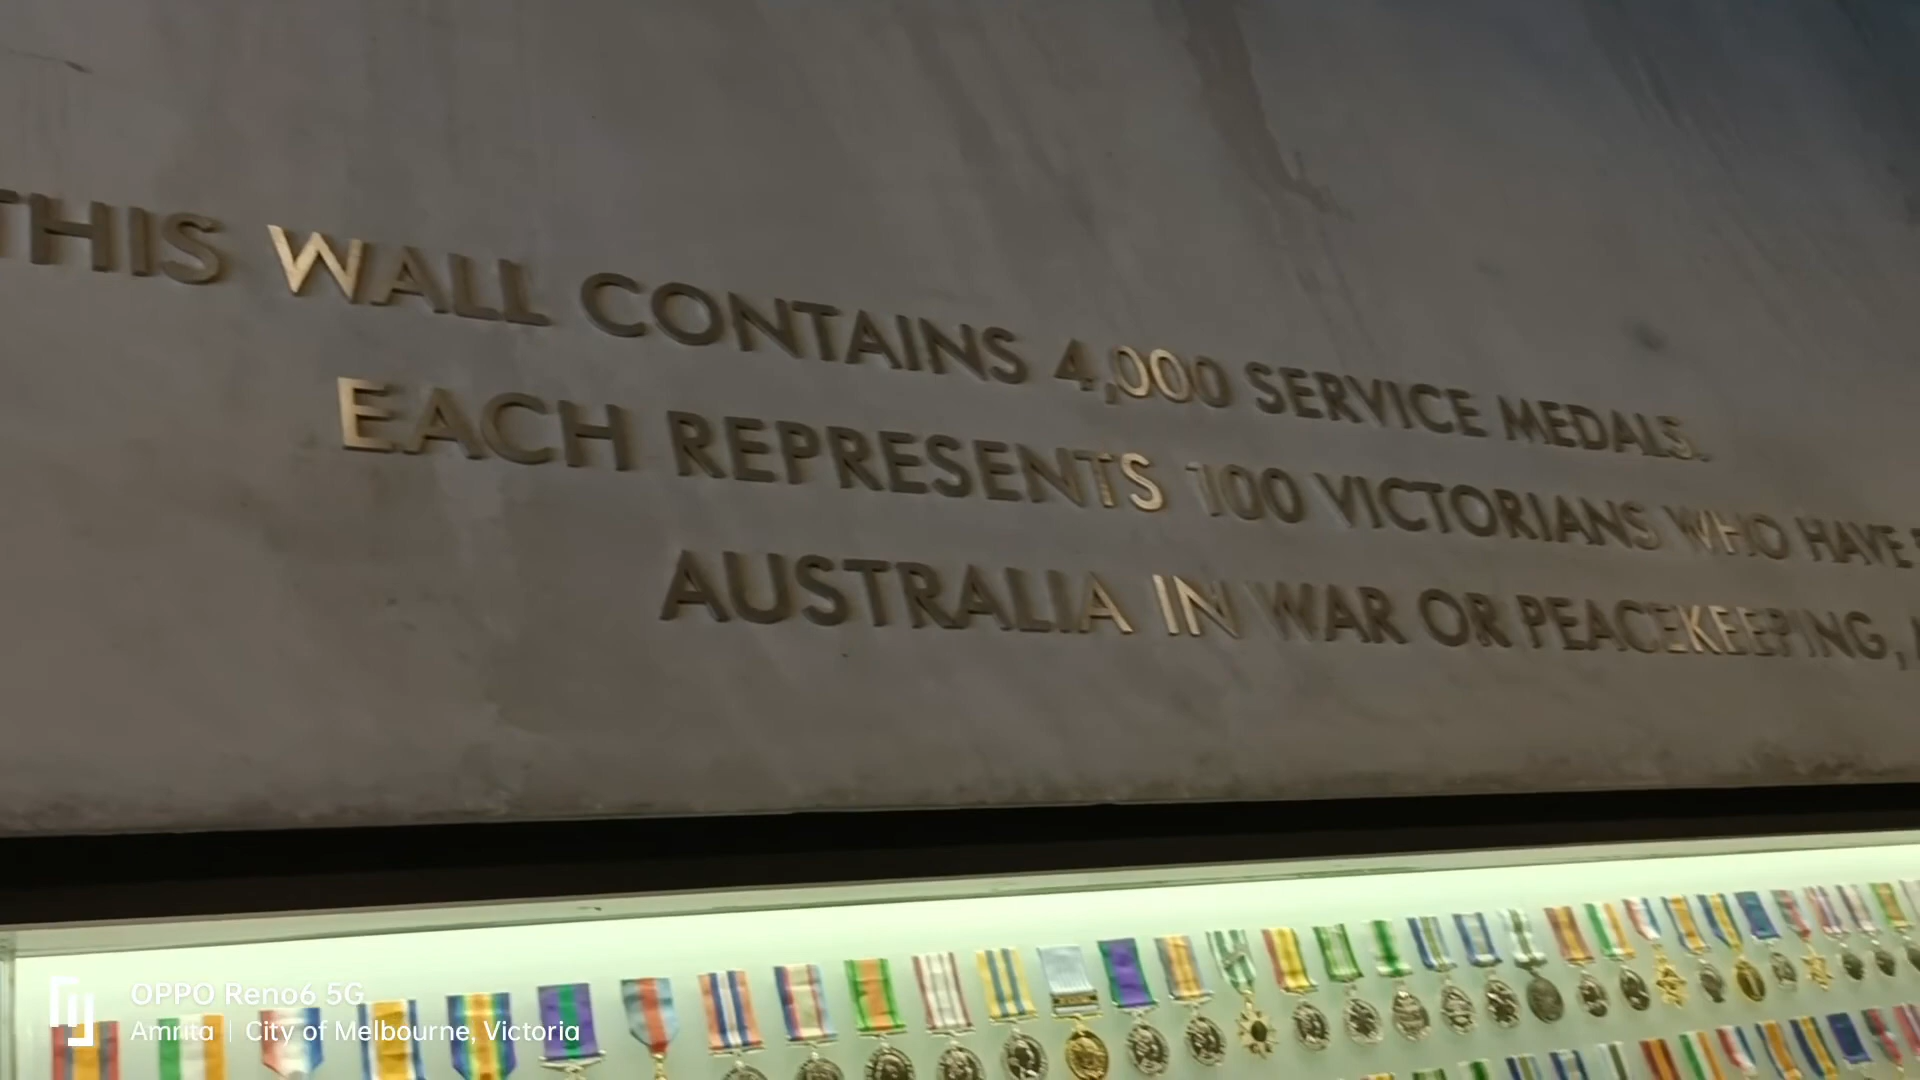 THIS WALL CONTAINS 4,000 SERVICE MEDALS.
EACH REPRESENTS 100 VICTORIANS WHO HAVE
AUSTRALIA IN WAR OR PEACEKEEPING,
OPPO Reno6 5G
Amrita | City of Melbourne, Victoria